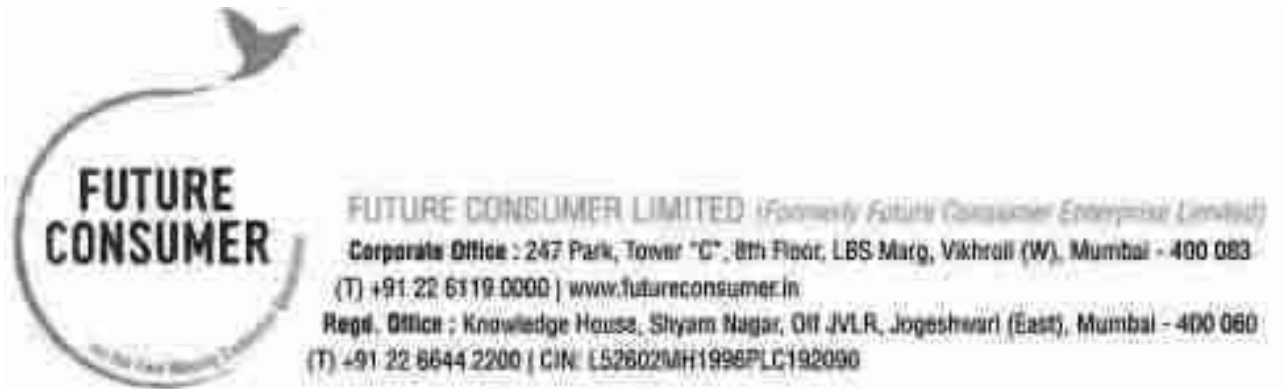 FUTURE
CONSUMER
FUTURE CONSUMER LIMITED (Formerly Future Consumer Enterprise Limited)
Corporate Office : 247 Park, Tower "C", 8th Floor, LBS Marg, Vikhroli (W), Mumbai - 400 083
(T) +91 22 6119 0000 | www.futureconsumer.in
Regd. Office : Knowledge House, Shyam Nagar, Off JVLR, Jogeshwari (East), Mumbai - 400 060
(T) +91 22 6644 2200 | CIN: L52602MH1996PLC192090